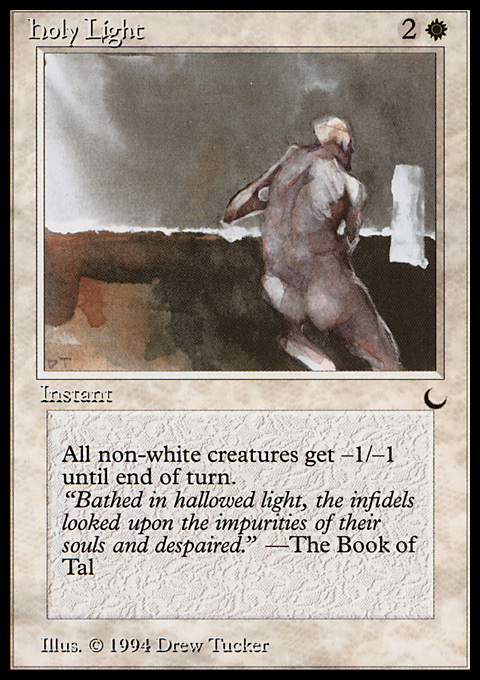 Holy Light
2
DT
Instant
All non-white creatures get –1/–1
until end of turn.
“Bathed in hallowed light, the infidels
looked upon the impurities of their
souls and despaired.” —The Book of
Tal
Illus. © 1994 Drew Tucker